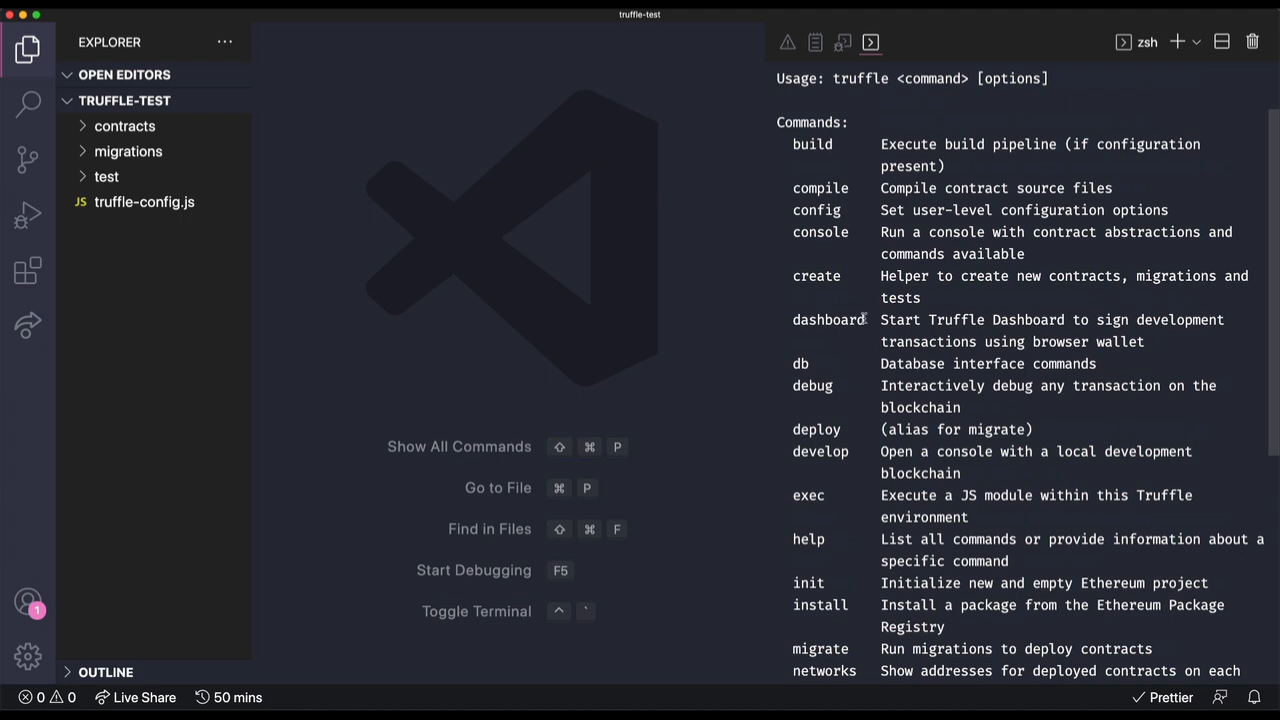 truffle-test
EXPLORER
OPEN EDITORS
TRUFFLE-TEST
contracts
migrations
test
JS truffle-config.js
1
OUTLINE
Show All Commands ⇧ ⌘ P
Go to File ⌘ P
Find in Files ⇧ ⌘ F
Start Debugging F5
Toggle Terminal ^ `
zsh
Usage: truffle <command> [options]
Commands:
build Execute build pipeline (if configuration
present)
compile Compile contract source files
config Set user-level configuration options
console Run a console with contract abstractions and
commands available
create Helper to create new contracts, migrations and
tests
dashboard Start Truffle Dashboard to sign development
transactions using browser wallet
db Database interface commands
debug Interactively debug any transaction on the
blockchain
deploy (alias for migrate)
develop Open a console with a local development
blockchain
exec Execute a JS module within this Truffle
environment
help List all commands or provide information about a
specific command
init Initialize new and empty Ethereum project
install Install a package from the Ethereum Package
Registry
migrate Run migrations to deploy contracts
networks Show addresses for deployed contracts on each
0 0 Live Share 50 mins Prettier